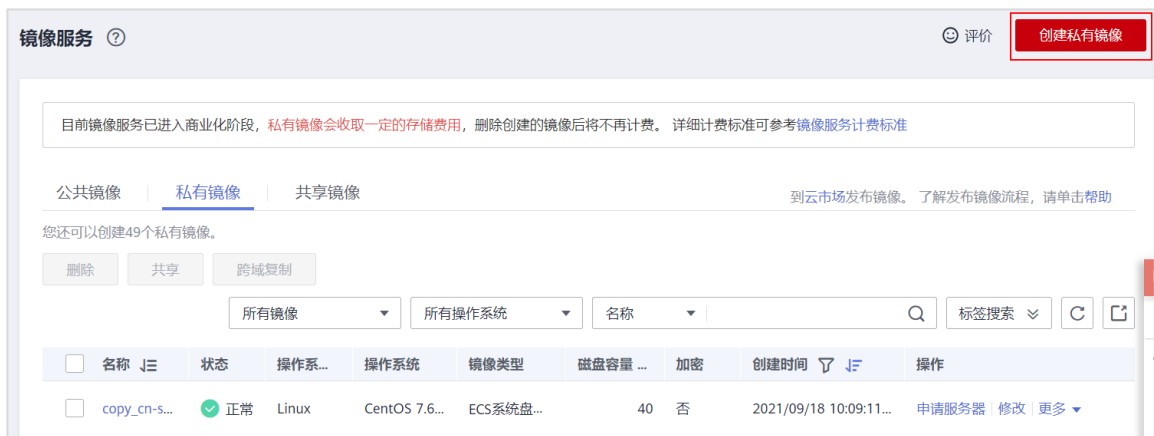 镜像服务 ? 评价 创建私有镜像
目前镜像服务已进入商业化阶段，私有镜像会收取一定的存储费用，删除创建的镜像后将不再计费。 详细计费标准可参考镜像服务计费标准
公共镜像 私有镜像 共享镜像 到云市场发布镜像。 了解发布镜像流程，请单击帮助
您还可以创建49个私有镜像。
删除 共享 跨域复制
所有镜像 所有操作系统 名称 标签搜索
名称 状态 操作系... 操作系统 镜像类型 磁盘容量 ... 加密 创建时间 操作
copy_cn-s... 正常 Linux CentOS 7.6... ECS系统盘... 40 否 2021/09/18 10:09:11... 申请服务器 修改 更多